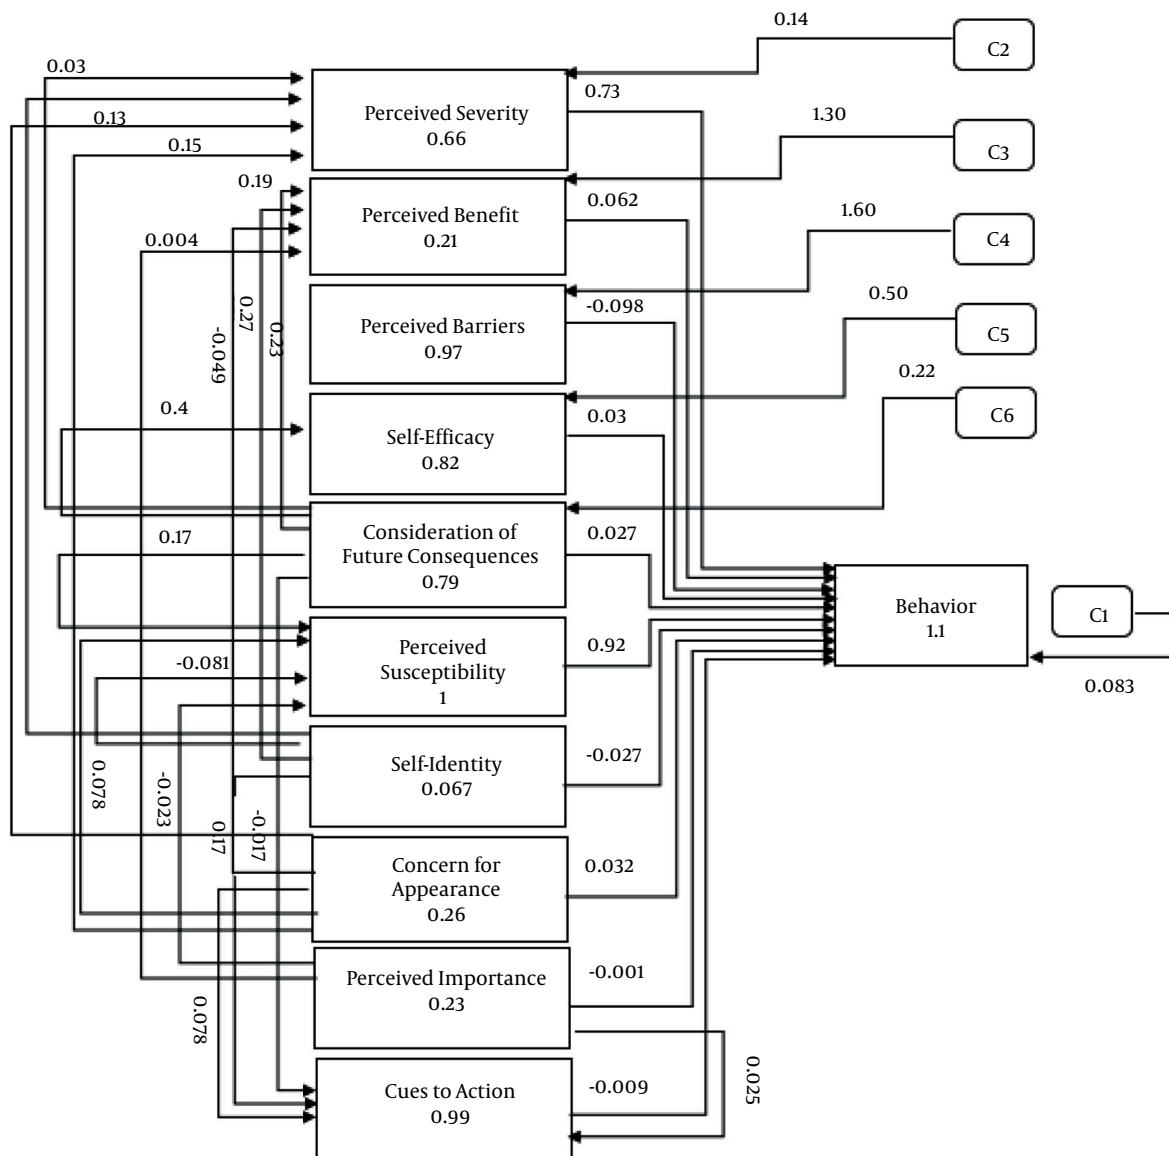 0.14
C2
0.03
0.73
Perceived Severity
0.66
0.13
0.15
1.30
C3
0.19
0.062
Perceived Benefit
0.21
0.004
1.60
C4
0.27
0.23
-0.049
-0.098
Perceived Barriers
0.97
0.50
C5
0.22
C6
0.4
0.03
Self-Efficacy
0.82
0.17
0.027
Consideration of
Future Consequences
0.79
Behavior
1.1
C1
0.083
-0.081
0.92
Perceived
Susceptibility
1
0.078
-0.023
0.17
-0.017
-0.027
Self-Identity
0.067
0.032
Concern for
Appearance
0.26
-0.001
Perceived Importance
0.23
0.078
0.025
-0.009
Cues to Action
0.99